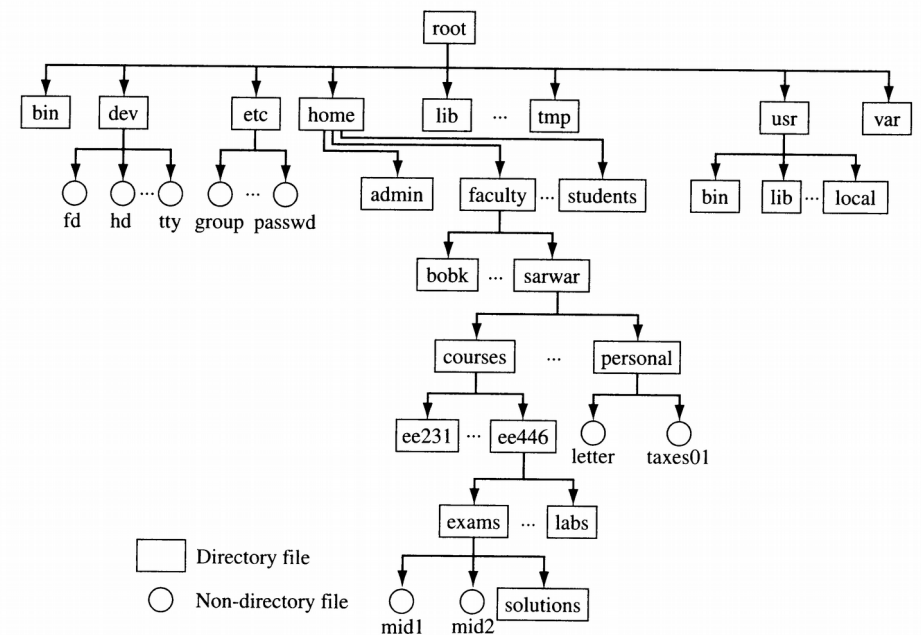 root
bin dev etc home lib ... tmp usr var
fd hd ... tty group ... passwd admin faculty ... students bin lib ... local
bobk ... sarwar
courses ... personal
ee231 ... ee446 letter taxes01
exams ... labs
Directory file
Non-directory file
mid1 mid2 solutions